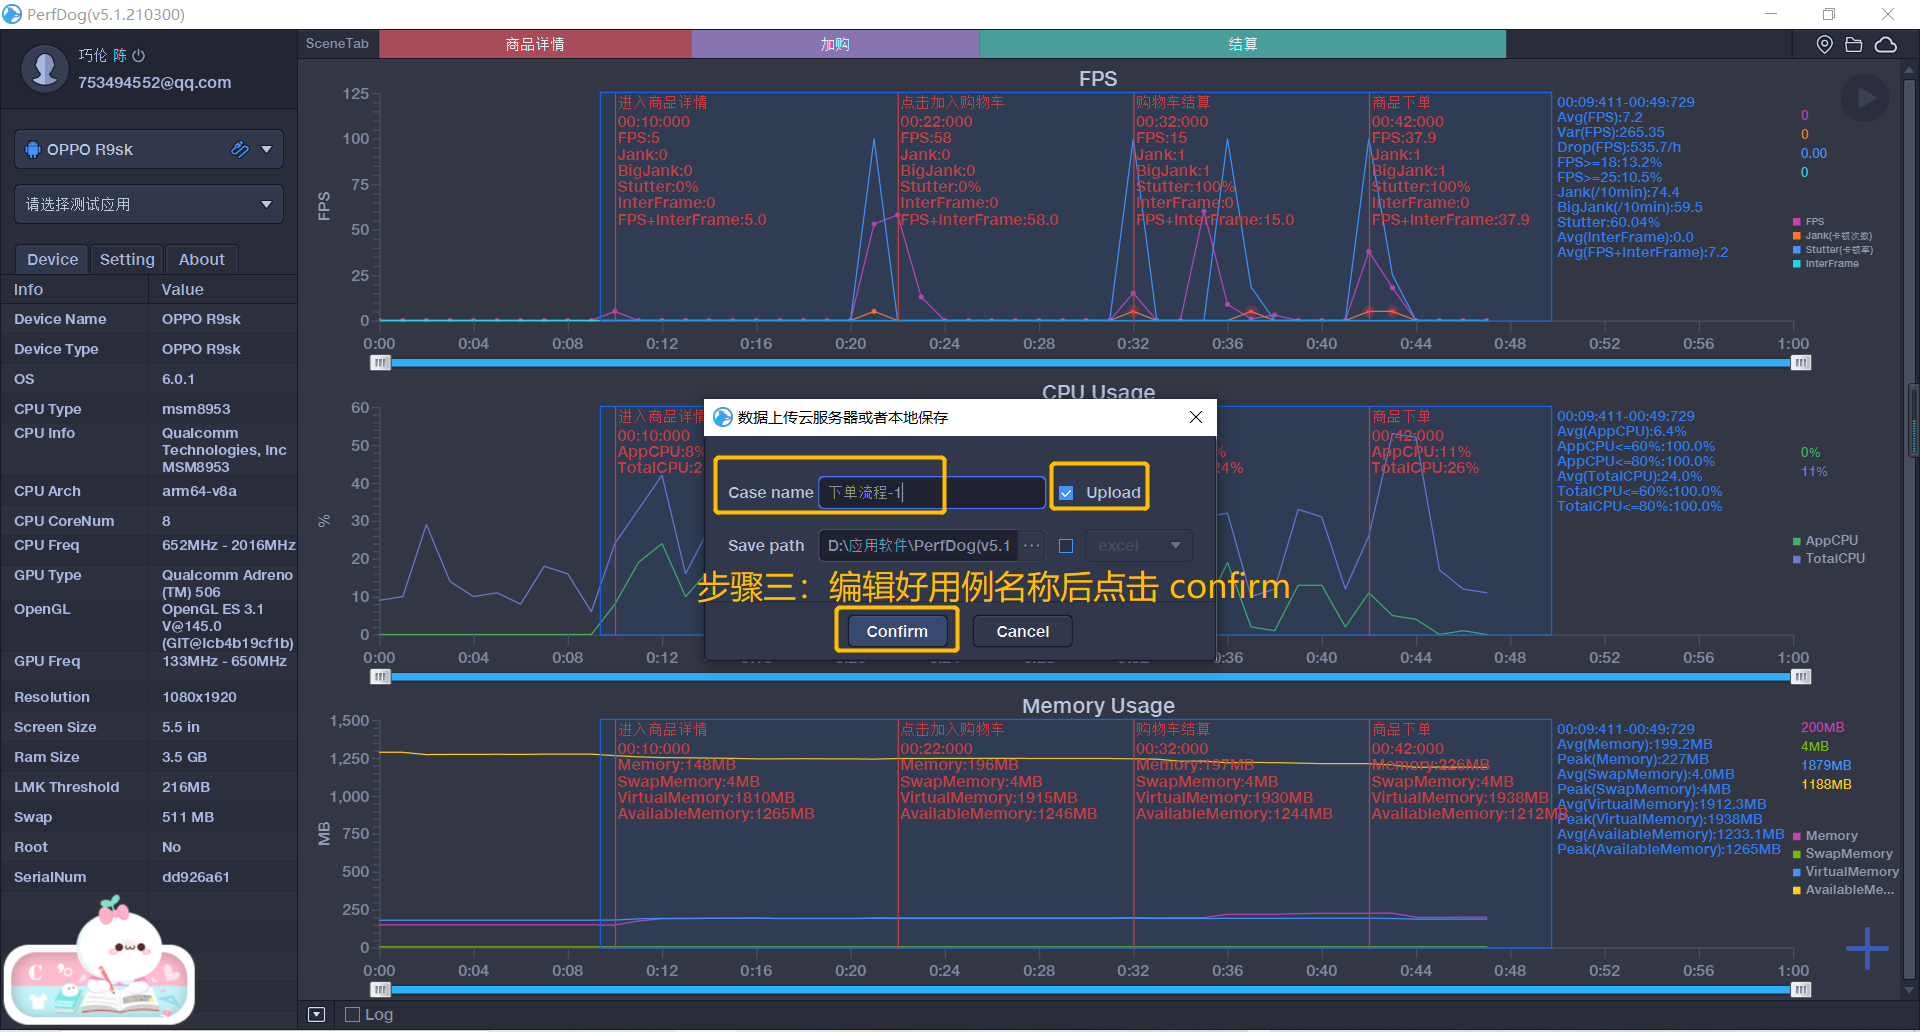 PerfDog(v5.1.210300)
巧伦 陈
753494552@qq.com
OPPO R9sk
请选择测试应用
Device Setting About
Info Value
Device Name OPPO R9sk
Device Type OPPO R9sk
OS 6.0.1
CPU Type msm8953
CPU Info Qualcomm
Technologies, Inc
MSM8953
CPU Arch arm64-v8a
CPU CoreNum 8
CPU Freq 652MHz - 2016MHz
GPU Type Qualcomm Adreno
(TM) 506
OpenGL OpenGL ES 3.1
V@145.0
(GIT@Icb4b19cf1b)
GPU Freq 133MHz - 650MHz
Resolution 1080x1920
Screen Size 5.5 in
Ram Size 3.5 GB
LMK Threshold 216MB
Swap 511 MB
Root No
SerialNum dd926a61
SceneTab 商品详情 加购 结算
FPS
FPS
125
100
75
50
25
0
0:00 0:04 0:08 0:12 0:16 0:20 0:24 0:28 0:32 0:36 0:40 0:44 0:48 0:52 0:56 1:00
进入商品详情
00:10:000
FPS:5
Jank:0
BigJank:0
Stutter:0%
InterFrame:0
FPS+InterFrame:5.0
点击加入购物车
00:22:000
FPS:58
Jank:0
BigJank:0
Stutter:0%
InterFrame:0
FPS+InterFrame:58.0
购物车结算
00:32:000
FPS:15
Jank:1
BigJank:1
Stutter:100%
InterFrame:0
FPS+InterFrame:15.0
商品下单
00:42:000
FPS:37.9
Jank:1
BigJank:1
Stutter:100%
InterFrame:0
FPS+InterFrame:37.9
00:09:411-00:49:729
Avg(FPS):7.2
Var(FPS):265.35
Drop(FPS):535.7/h
FPS>=18:13.2%
FPS>=25:10.5%
Jank(/10min):74.4
BigJank(/10min):59.5
Stutter:60.04%
Avg(InterFrame):0.0
Avg(FPS+InterFrame):7.2
0
0
0.00
0
FPS
Jank(卡顿次数)
Stutter(卡顿率)
InterFrame
CPU Usage
%
60
50
40
30
20
10
0
0:00 0:04 0:08 0:12 0:36 0:40 0:44 0:48 0:52 0:56 1:00
进入商品详情
00:10:000
AppCPU:8%
TotalCPU:2
24%
商品下单
00:42:000
AppCPU:11%
TotalCPU:26%
00:09:411-00:49:729
Avg(AppCPU):6.4%
AppCPU<=60%:100.0%
AppCPU<=80%:100.0%
Avg(TotalCPU):24.0%
TotalCPU<=60%:100.0%
TotalCPU<=80%:100.0%
0%
11%
AppCPU
TotalCPU
数据上传云服务器或者本地保存
Case name 下单流程-1 Upload
Save path D:\应用软件\PerfDog(v5.1 ... excel
步骤三：编辑好用例名称后点击 confirm
Confirm Cancel
Memory Usage
MB
1,500
1,250
1,000
750
500
250
0
0:00 0:04 0:08 0:12 0:16 0:20 0:24 0:28 0:32 0:36 0:40 0:44 0:48 0:52 0:56 1:00
进入商品详情
00:10:000
Memory:148MB
SwapMemory:4MB
VirtualMemory:1810MB
AvailableMemory:1265MB
点击加入购物车
00:22:000
Memory:196MB
SwapMemory:4MB
VirtualMemory:1915MB
AvailableMemory:1246MB
购物车结算
00:32:000
Memory:197MB
SwapMemory:4MB
VirtualMemory:1930MB
AvailableMemory:1244MB
商品下单
00:42:000
Memory:226MB
SwapMemory:4MB
VirtualMemory:1938MB
AvailableMemory:1212MB
00:09:411-00:49:729
Avg(Memory):199.2MB
Peak(Memory):227MB
Avg(SwapMemory):4.0MB
Peak(SwapMemory):4MB
Avg(VirtualMemory):1912.3MB
Peak(VirtualMemory):1938MB
Avg(AvailableMemory):1233.1MB
Peak(AvailableMemory):1265MB
200MB
4MB
1879MB
1188MB
Memory
SwapMemory
VirtualMemory
AvailableMe...
Log